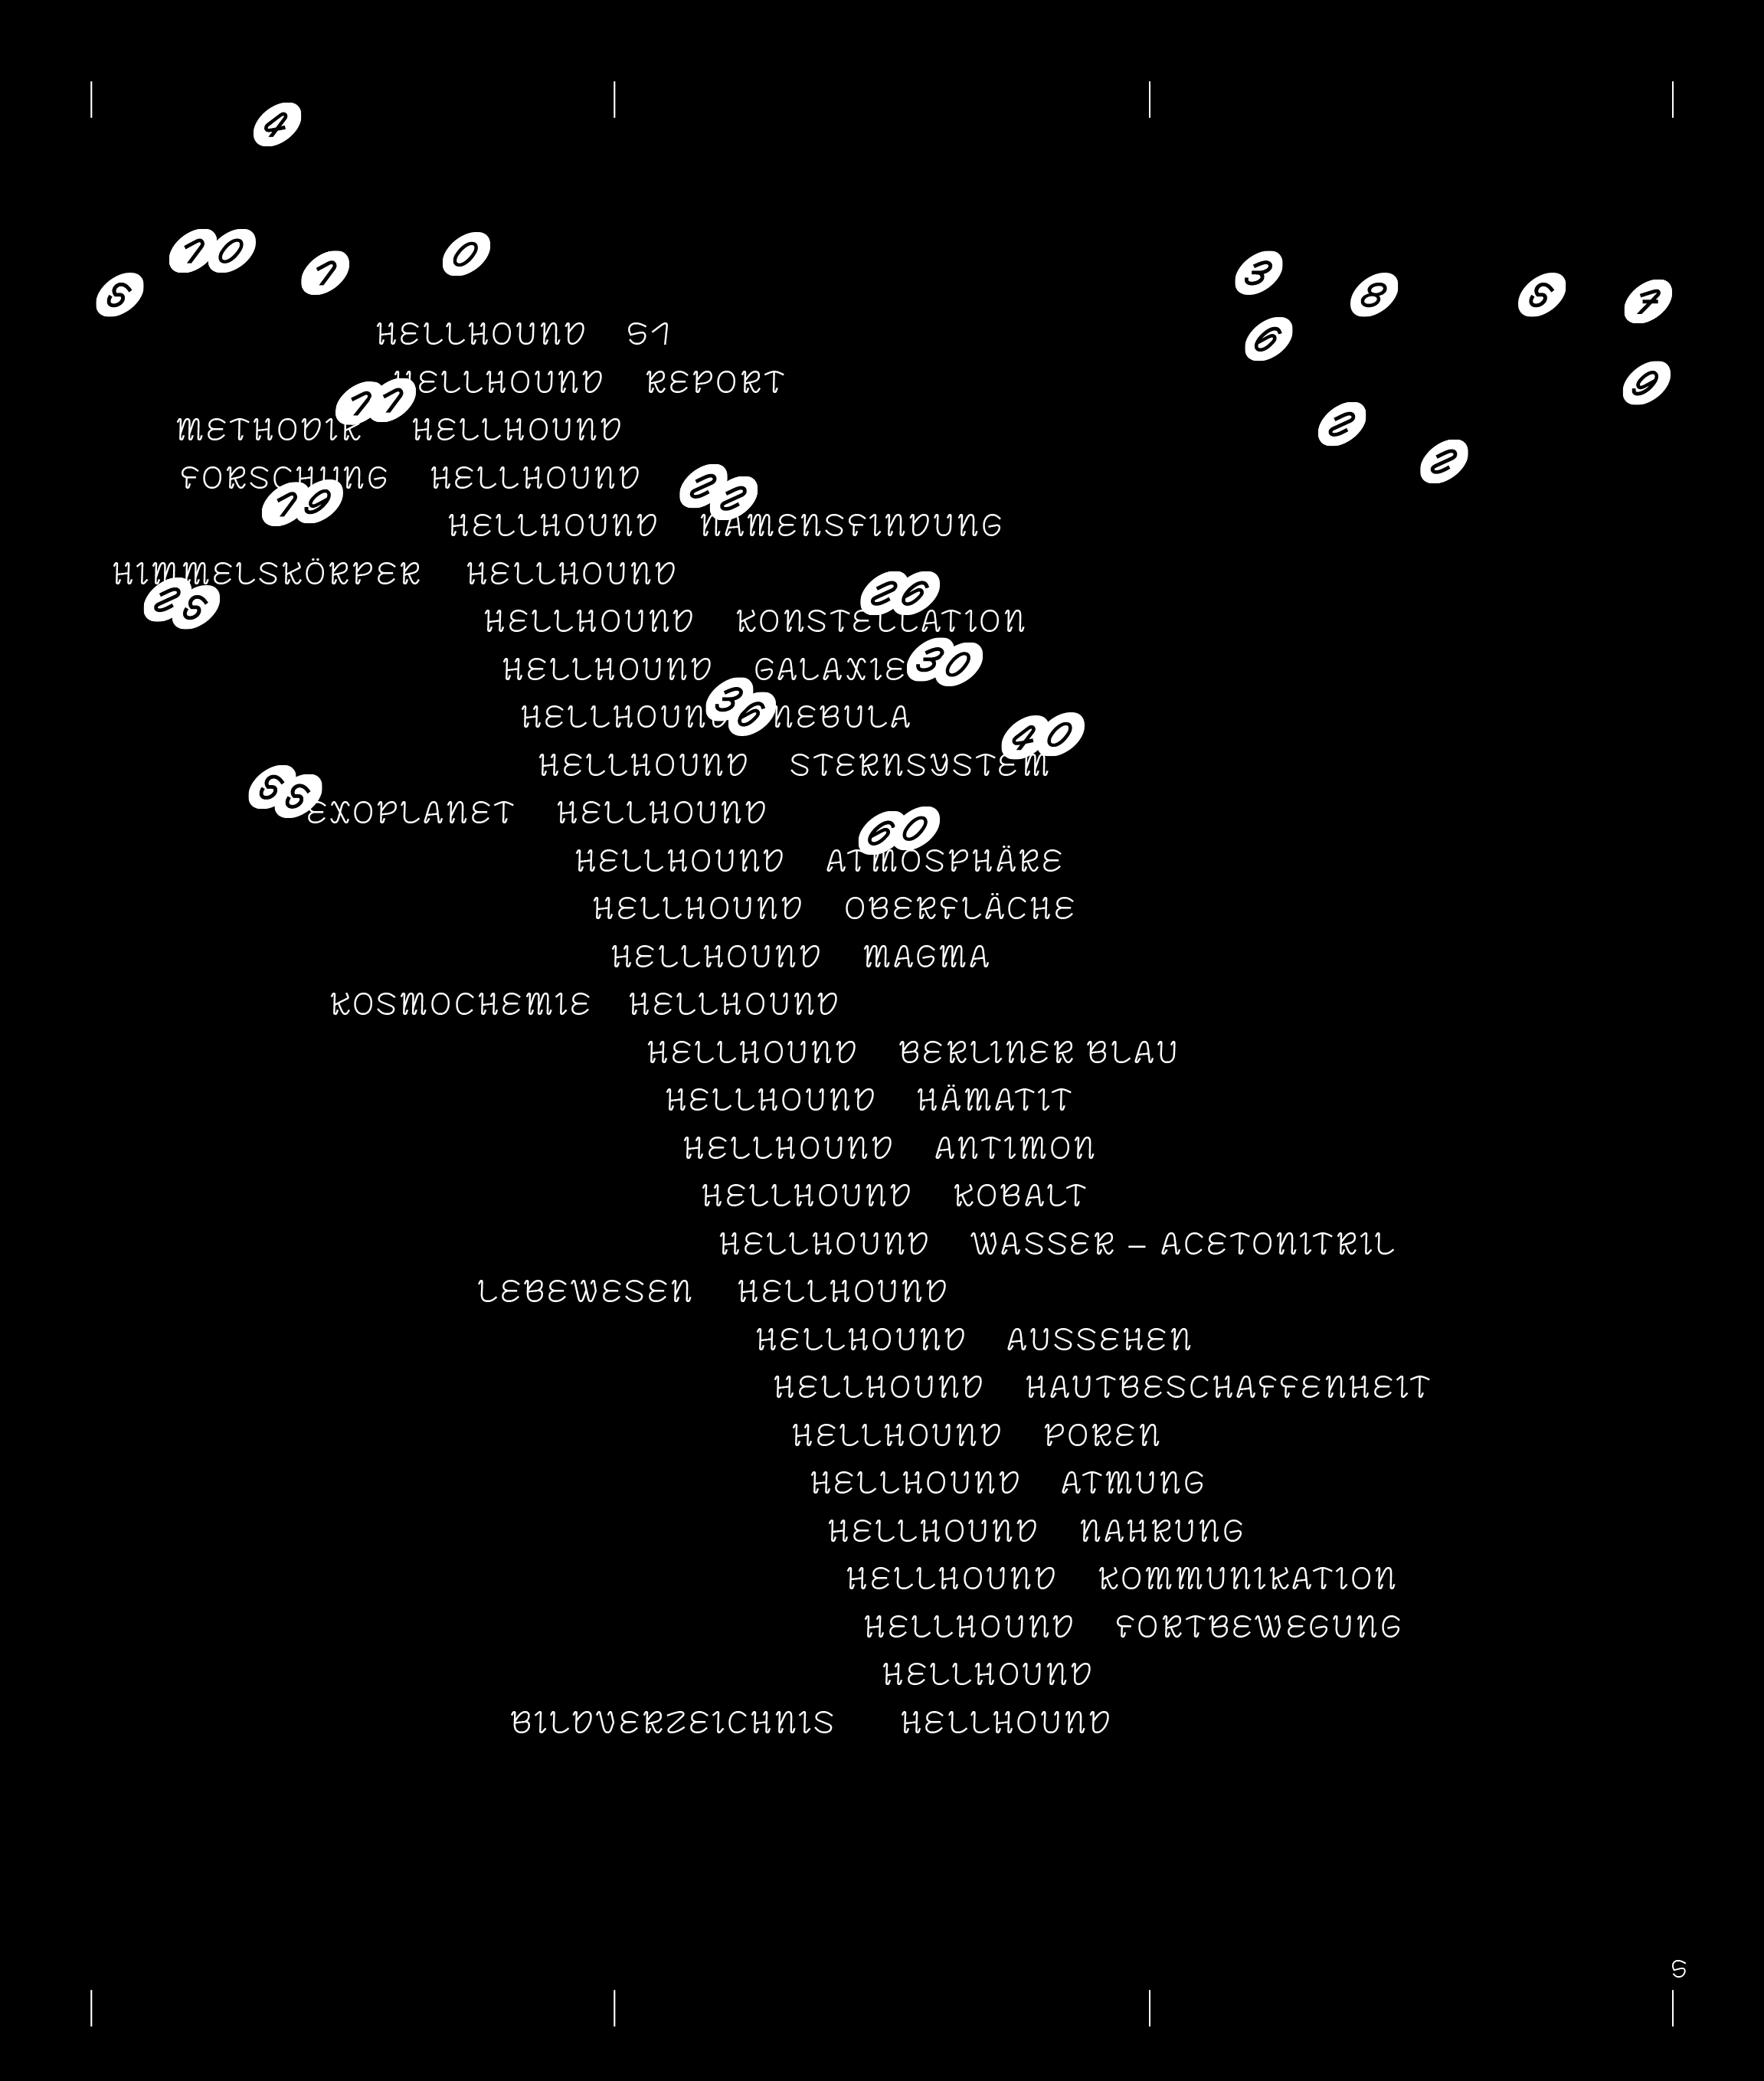 4
10
0
1
3
5
8
5
7
HELLHOUND 51
6
HELLHOUND REPORT
9
11
METHODIK HELLHOUND
2
2
FORSCHUNG HELLHOUND
22
19
HELLHOUND NAMENSFINDUNG
HIMMELSKÖRPER HELLHOUND
26
25
HELLHOUND KONSTELLATION
HELLHOUND GALAXIE
30
36
HELLHOUND NEBULA
40
HELLHOUND STERNSYSTEM
55
EXOPLANET HELLHOUND
60
HELLHOUND ATMOSPHÄRE
HELLHOUND OBERFLÄCHE
HELLHOUND MAGMA
KOSMOCHEMIE HELLHOUND
HELLHOUND BERLINER BLAU
HELLHOUND HÄMATIT
HELLHOUND ANTIMON
HELLHOUND KOBALT
HELLHOUND WASSER – ACETONITRIL
LEBEWESEN HELLHOUND
HELLHOUND AUSSEHEN
HELLHOUND HAUTBESCHAFFENHEIT
HELLHOUND POREN
HELLHOUND ATMUNG
HELLHOUND NAHRUNG
HELLHOUND KOMMUNIKATION
HELLHOUND FORTBEWEGUNG
HELLHOUND
BILDVERZEICHNIS HELLHOUND
5